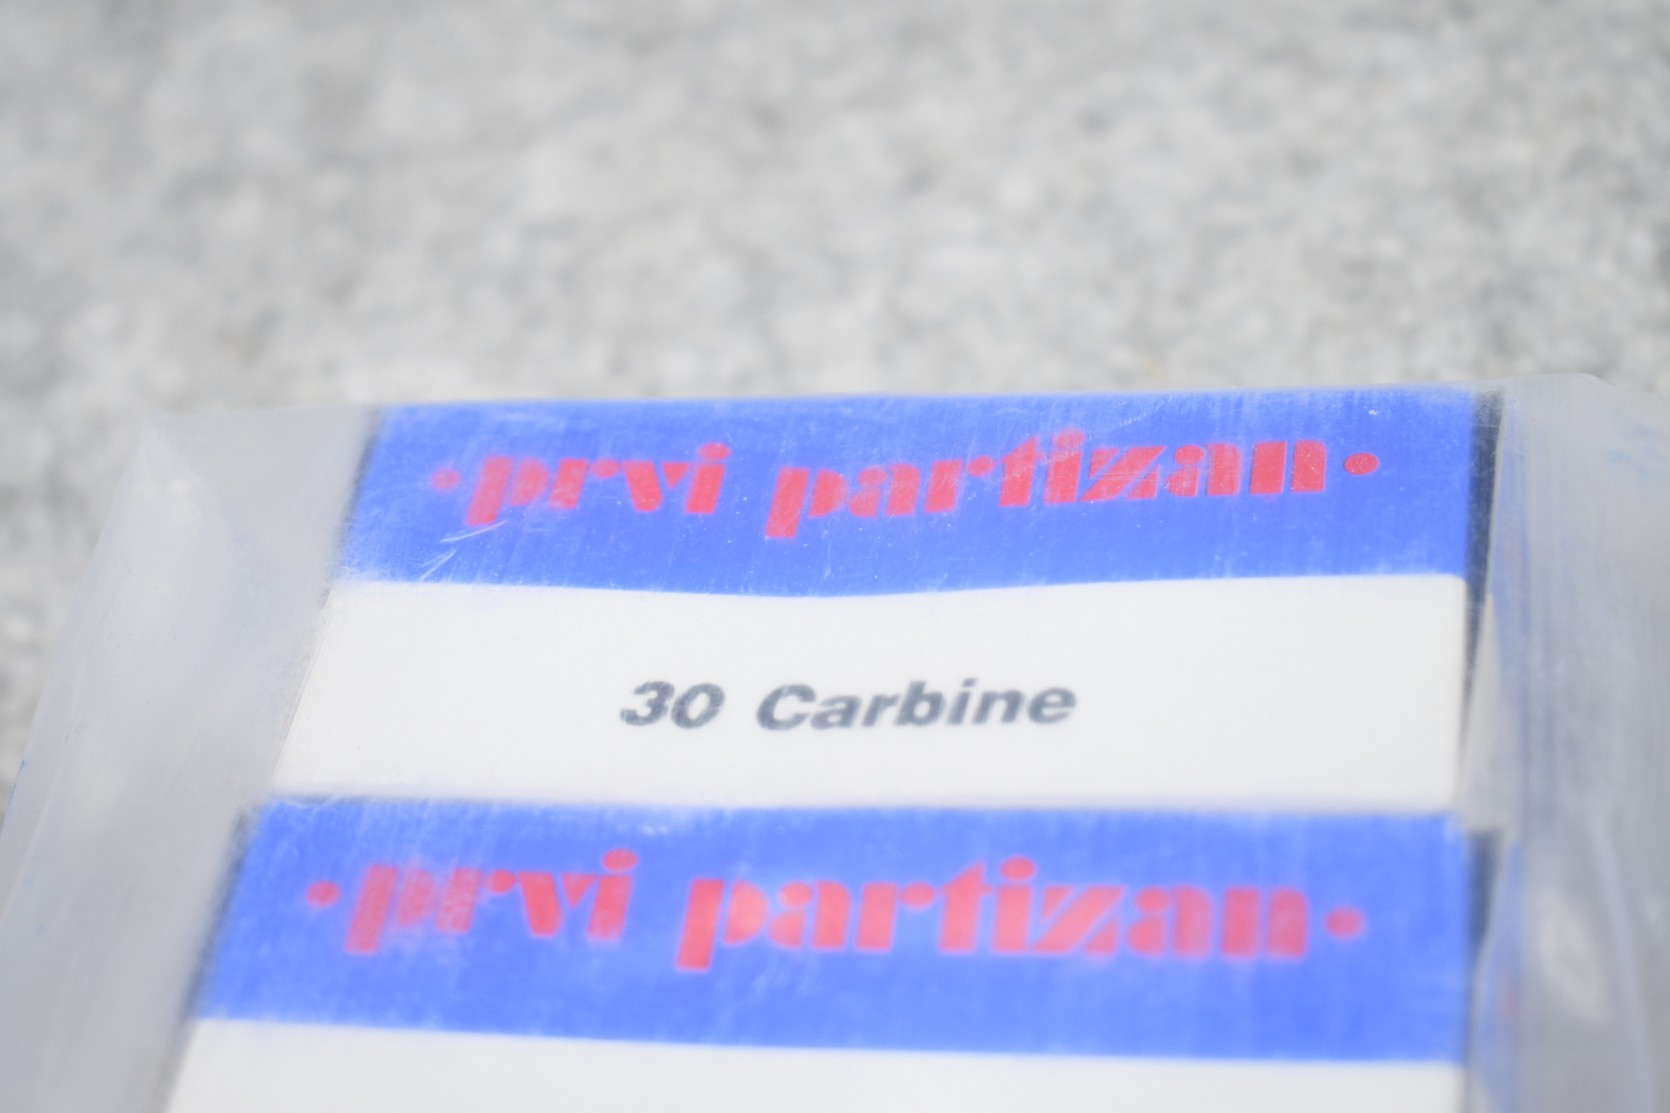 ·prvi partizan·
30 Carbine
·prvi partizan·